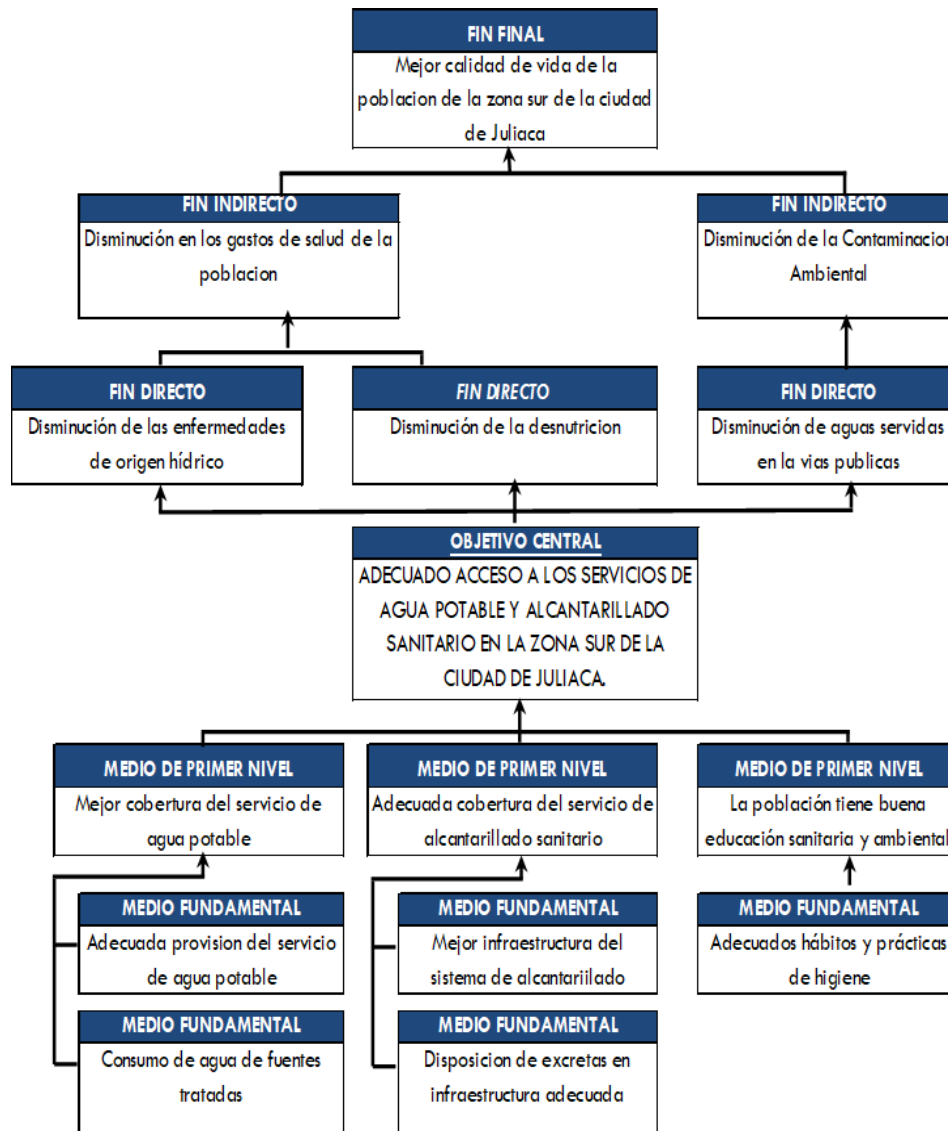 FIN FINAL
Mejor calidad de vida de la
poblacion de la zona sur de la ciudad
de Juliaca
FIN INDIRECTO
Disminución en los gastos de salud de la
poblacion
FIN INDIRECTO
Disminución de la Contaminacion
Ambiental
FIN DIRECTO
Disminución de las enfermedades
de origen hídrico
FIN DIRECTO
Disminución de la desnutricion
FIN DIRECTO
Disminución de aguas servidas
en la vias publicas
OBJETIVO CENTRAL
ADECUADO ACCESO A LOS SERVICIOS DE
AGUA POTABLE Y ALCANTARILLADO
SANITARIO EN LA ZONA SUR DE LA
CIUDAD DE JULIACA.
MEDIO DE PRIMER NIVEL
Mejor cobertura del servicio de
agua potable
MEDIO DE PRIMER NIVEL
Adecuada cobertura del servicio de
alcantarillado sanitario
MEDIO DE PRIMER NIVEL
La población tiene buena
educación sanitaria y ambiental
MEDIO FUNDAMENTAL
Adecuada provision del servicio
de agua potable
MEDIO FUNDAMENTAL
Mejor infraestructura del
sistema de alcantariilado
MEDIO FUNDAMENTAL
Adecuados hábitos y prácticas
de higiene
MEDIO FUNDAMENTAL
Consumo de agua de fuentes
tratadas
MEDIO FUNDAMENTAL
Disposicion de excretas en
infraestructura adecuada